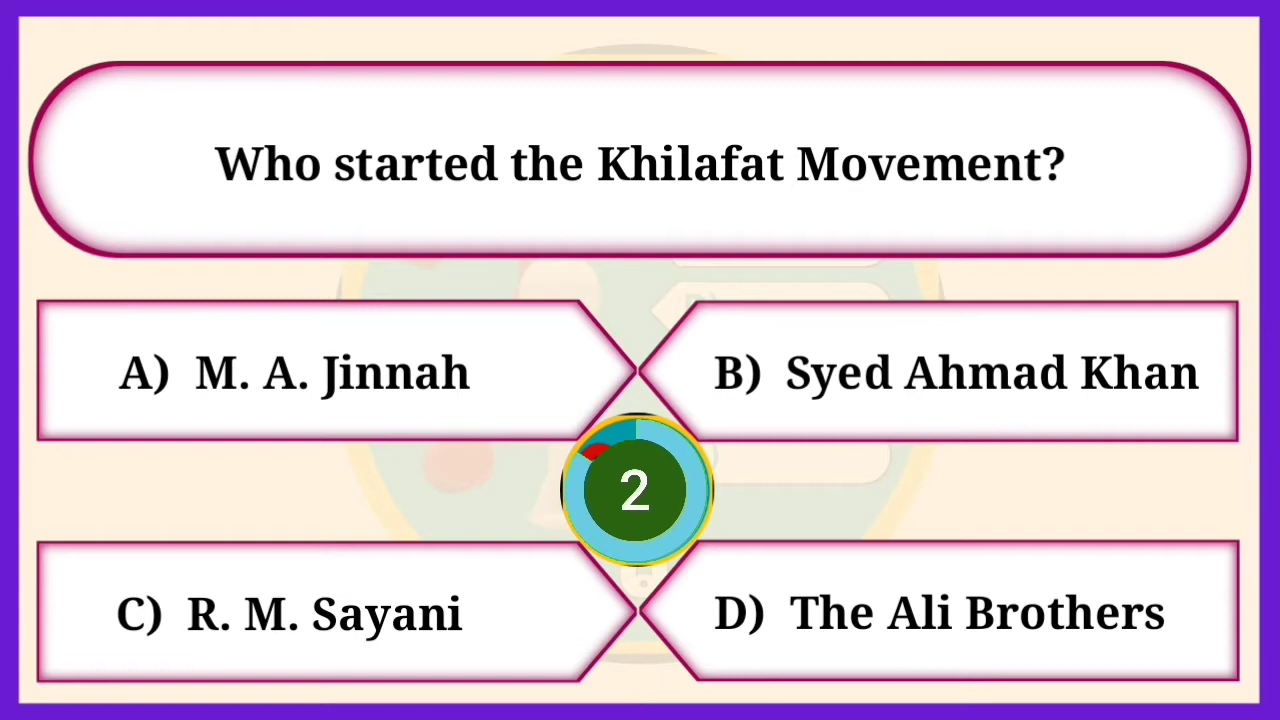 Who started the Khilafat Movement?
A) M. A. Jinnah
B) Syed Ahmad Khan
2
C) R. M. Sayani
D) The Ali Brothers